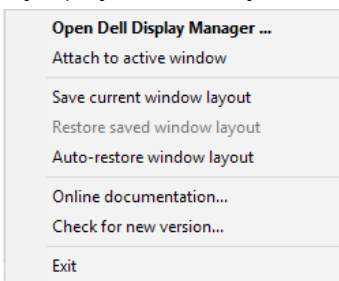 Open Dell Display Manager ...
Attach to active window
Save current window layout
Restore saved window layout
Auto-restore window layout
Online documentation...
Check for new version...
Exit